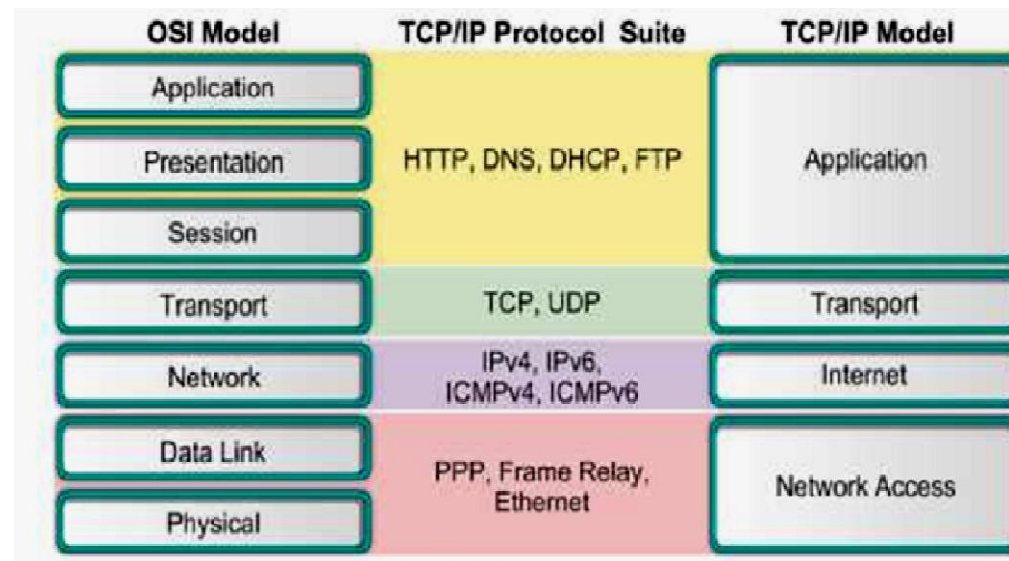 OSI Model TCP/IP Protocol Suite TCP/IP Model
Application
Presentation HTTP, DNS, DHCP, FTP Application
Session
Transport TCP, UDP Transport
Network IPv4, IPv6, Internet
ICMPv4, ICMPv6
Data Link
PPP, Frame Relay, Network Access
Ethernet
Physical